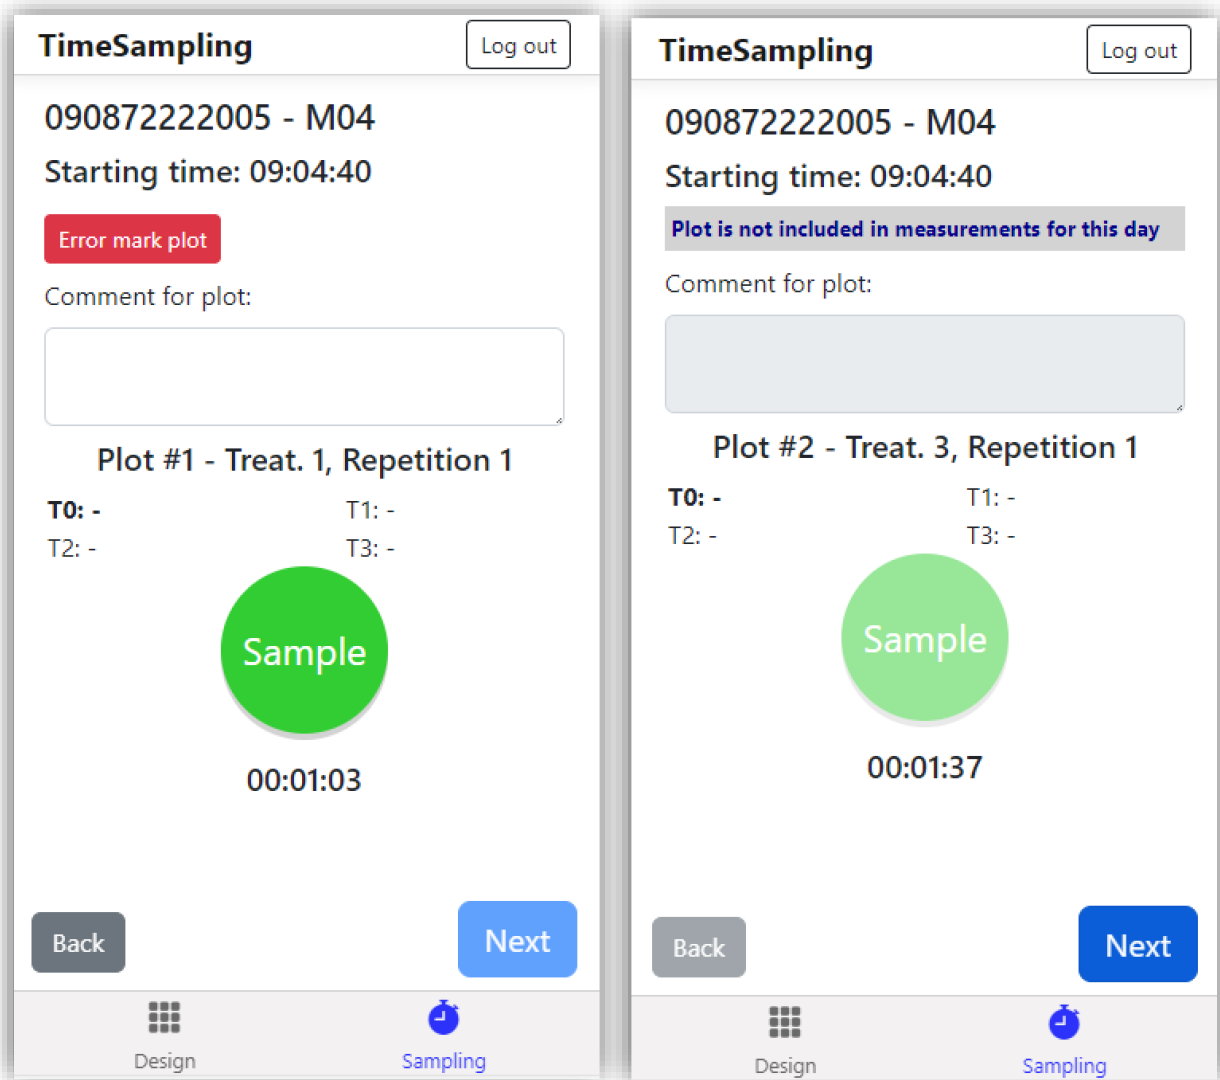 TimeSampling
Log out
090872222005 - M04
Starting time: 09:04:40
Error mark plot
Comment for plot:
Plot #1 - Treat. 1, Repetition 1
T0: -
T1: -
T2: -
T3: -
Sample
00:01:03
Back
Next
Design
Sampling
TimeSampling
Log out
090872222005 - M04
Starting time: 09:04:40
Plot is not included in measurements for this day
Comment for plot:
Plot #2 - Treat. 3, Repetition 1
T0: -
T1: -
T2: -
T3: -
Sample
00:01:37
Back
Next
Design
Sampling